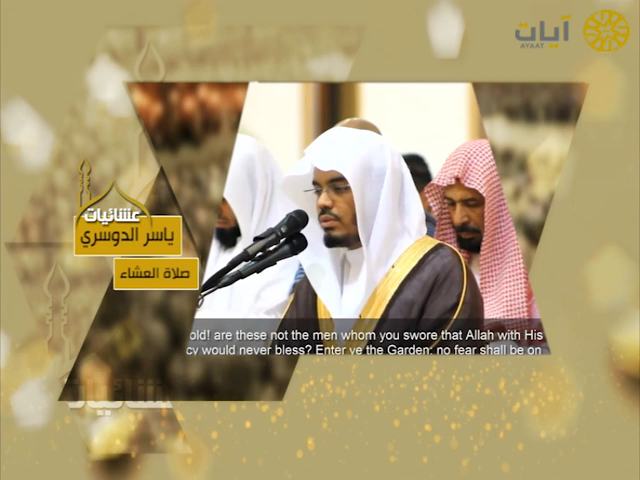 آيات
AYAAT
عشائيات
ياسر الدوسري
صلاة العشاء
old! are these not the men whom you swore that Allah with His
cy would never bless? Enter ye the Garden: no fear shall be on
عشائيات